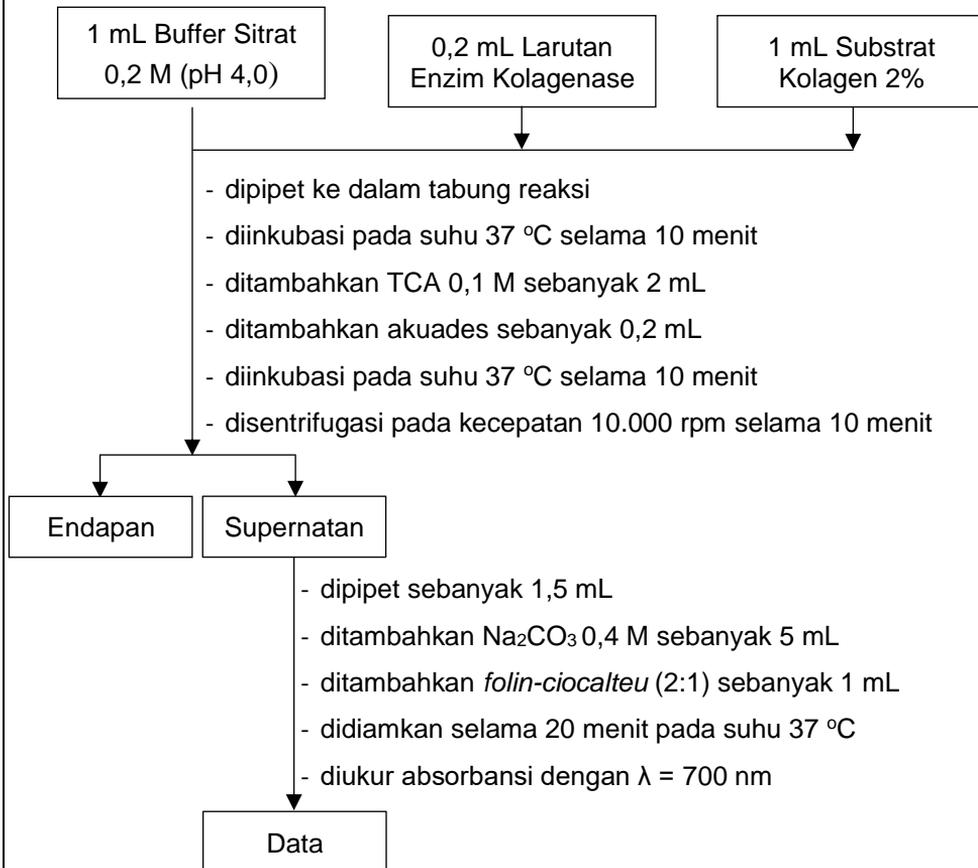 1 mL Buffer Sitrat
0,2 M (pH 4,0)
0,2 mL Larutan
Enzim Kolagenase
1 mL Substrat
Kolagen 2%
- dipipet ke dalam tabung reaksi
- diinkubasi pada suhu 37 ºC selama 10 menit
- ditambahkan TCA 0,1 M sebanyak 2 mL
- ditambahkan akuades sebanyak 0,2 mL
- diinkubasi pada suhu 37 ºC selama 10 menit
- disentrifugasi pada kecepatan 10.000 rpm selama 10 menit
Endapan
Supernatan
- dipipet sebanyak 1,5 mL
- ditambahkan Na₂CO₃ 0,4 M sebanyak 5 mL
- ditambahkan folin-ciocalteu (2:1) sebanyak 1 mL
- didiamkan selama 20 menit pada suhu 37 ºC
- diukur absorbansi dengan λ = 700 nm
Data